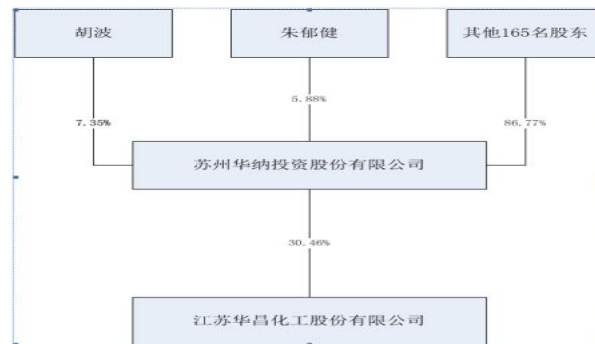 胡波
朱郁健
其他165名股东
5.88%
7.35%
86.77%
苏州华纳投资股份有限公司
30.46%
江苏华昌化工股份有限公司